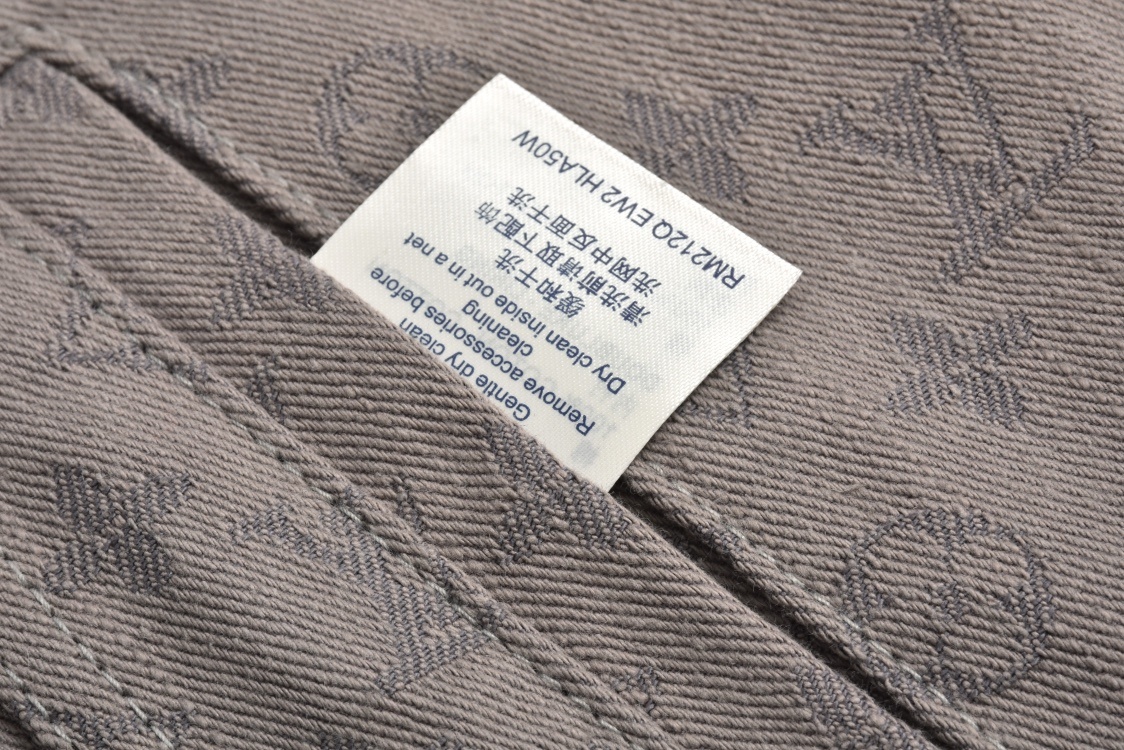 Gentle dry clean
Remove accessories before
cleaning
Dry clean inside out in a net
缓和干洗
清洗前请取下配饰
洗网中反面干洗
RM212Q EW2 HLA50W